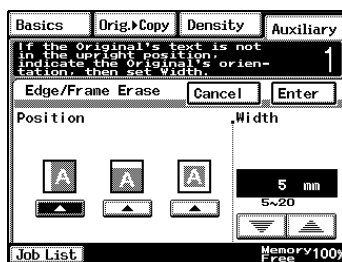 Basics Orig.▸Copy Density Auxiliary
If the Original's text is not
in the upright position,
indicate the Original's orien-
tation, then set Width.
1
Edge/Frame Erase Cancel Enter
Position Width
A A A
5 mm
5~20
Job List Memory Free 100%